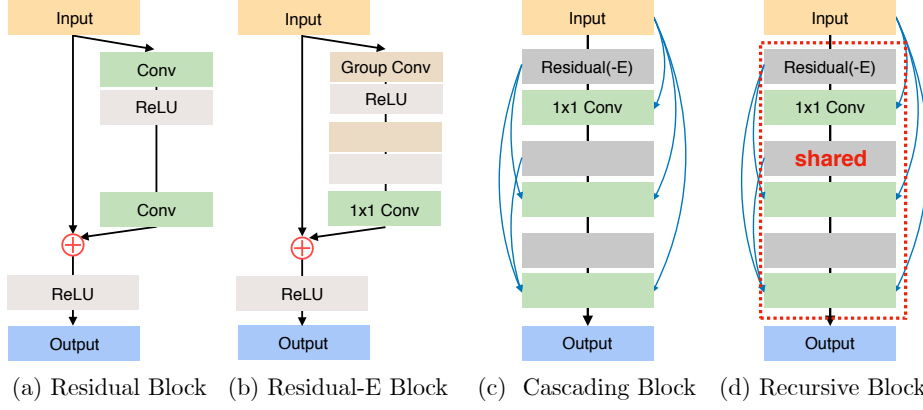 Input
Conv
ReLU
Conv
ReLU
Output
(a) Residual Block
Input
Group Conv
ReLU
1x1 Conv
ReLU
Output
(b) Residual-E Block
Input
Residual(-E)
1x1 Conv
Output
(c) Cascading Block
Input
Residual(-E)
1x1 Conv
shared
Output
(d) Recursive Block